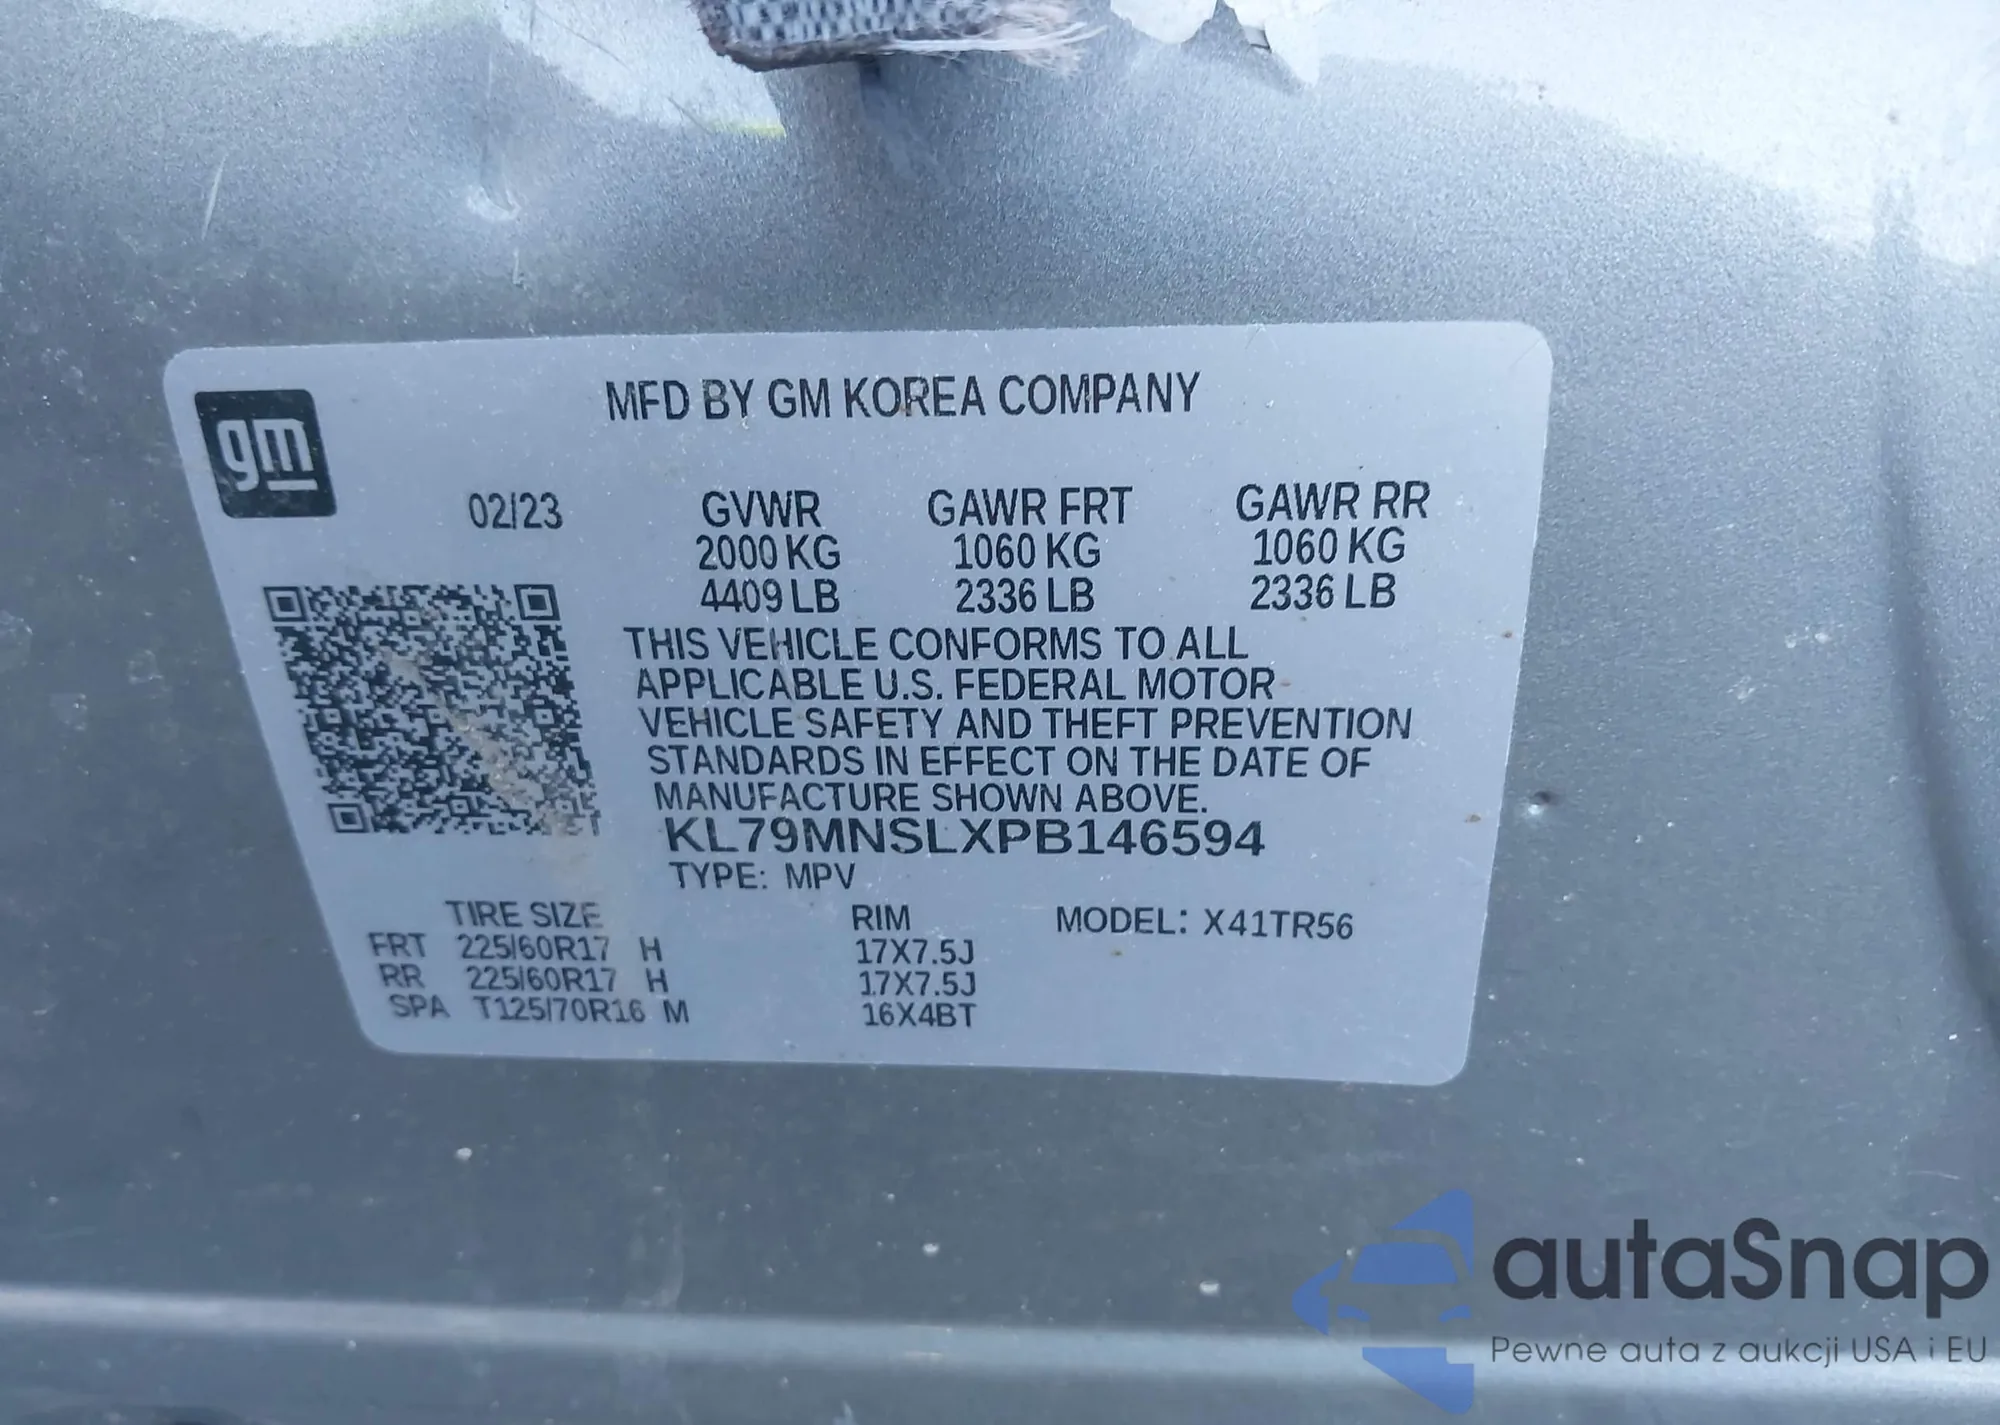 MFD BY GM KOREA COMPANY
gm
02/23 GVWR GAWR FRT GAWR RR
2000 KG 1060 KG 1060 KG
4409 LB 2336 LB 2336 LB
THIS VEHICLE CONFORMS TO ALL
APPLICABLE U.S. FEDERAL MOTOR
VEHICLE SAFETY AND THEFT PREVENTION
STANDARDS IN EFFECT ON THE DATE OF
MANUFACTURE SHOWN ABOVE.
KL79MNSLXPB146594
TYPE: MPV
TIRE SIZE RIM MODEL: X41TR56
FRT 225/60R17 H 17X7.5J
RR 225/60R17 H 17X7.5J
SPA T125/70R16 M 16X4BT
autaSnap
Pewne auta z aukcji USA i EU